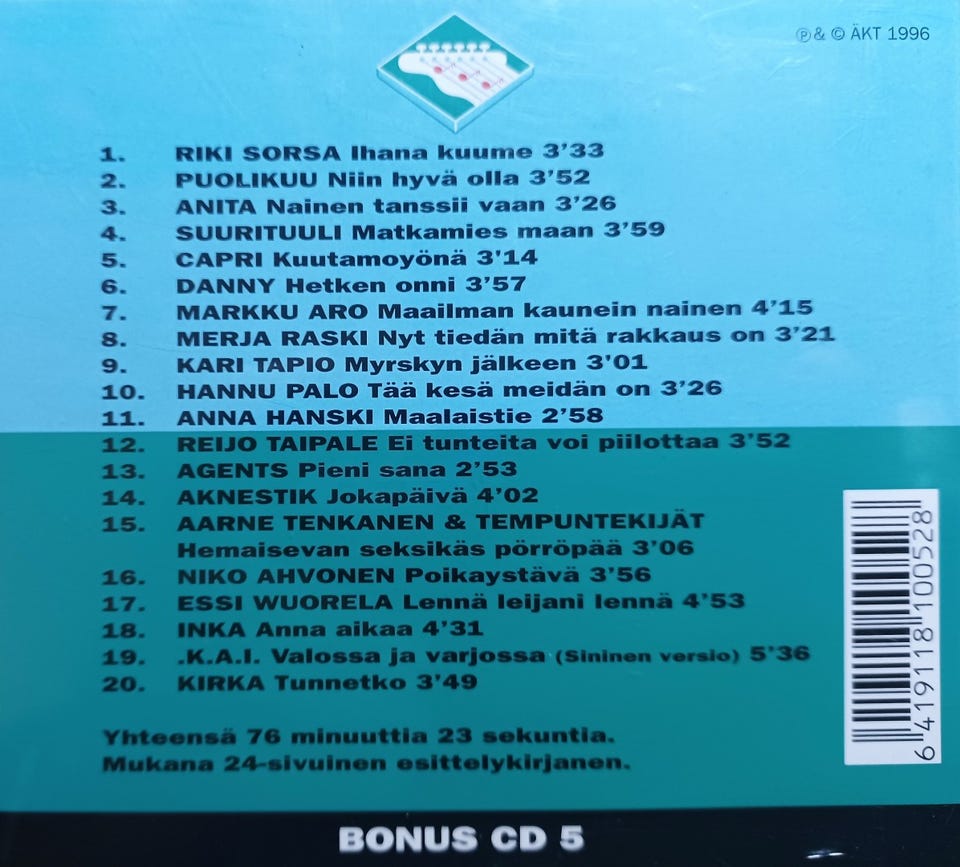 ℗ & © ÄKT 1996
1. RIKI SORSA Ihana kuume 3'33
2. PUOLIKUU Niin hyvä olla 3'52
3. ANITA Nainen tanssii vaan 3'26
4. SUURITUULI Matkamies maan 3'59
5. CAPRI Kuutamoyönä 3'14
6. DANNY Hetken onni 3'57
7. MARKKU ARO Maailman kaunein nainen 4'15
8. MERJA RASKI Nyt tiedän mitä rakkaus on 3'21
9. KARI TAPIO Myrskyn jälkeen 3'01
10. HANNU PALO Tää kesä meidän on 3'26
11. ANNA HANSKI Maalaistie 2'58
12. REIJO TAIPALE Ei tunteita voi piilottaa 3'52
13. AGENTS Pieni sana 2'53
14. AKNESTIK Jokapäivä 4'02
15. AARNE TENKANEN & TEMPUNTEKIJÄT
Hemaisevan seksikäs pörröpää 3'06
16. NIKO AHVONEN Poikaystävä 3'56
17. ESSI WUORELA Lennä leijani lennä 4'53
18. INKA Anna aikaa 4'31
19. .K.A.I. Valossa ja varjossa (Sininen versio) 5'36
20. KIRKA Tunnetko 3'49
Yhteensä 76 minuuttia 23 sekuntia.
Mukana 24-sivuinen esittelykirjanen.
6 419118 100528
BONUS CD 5